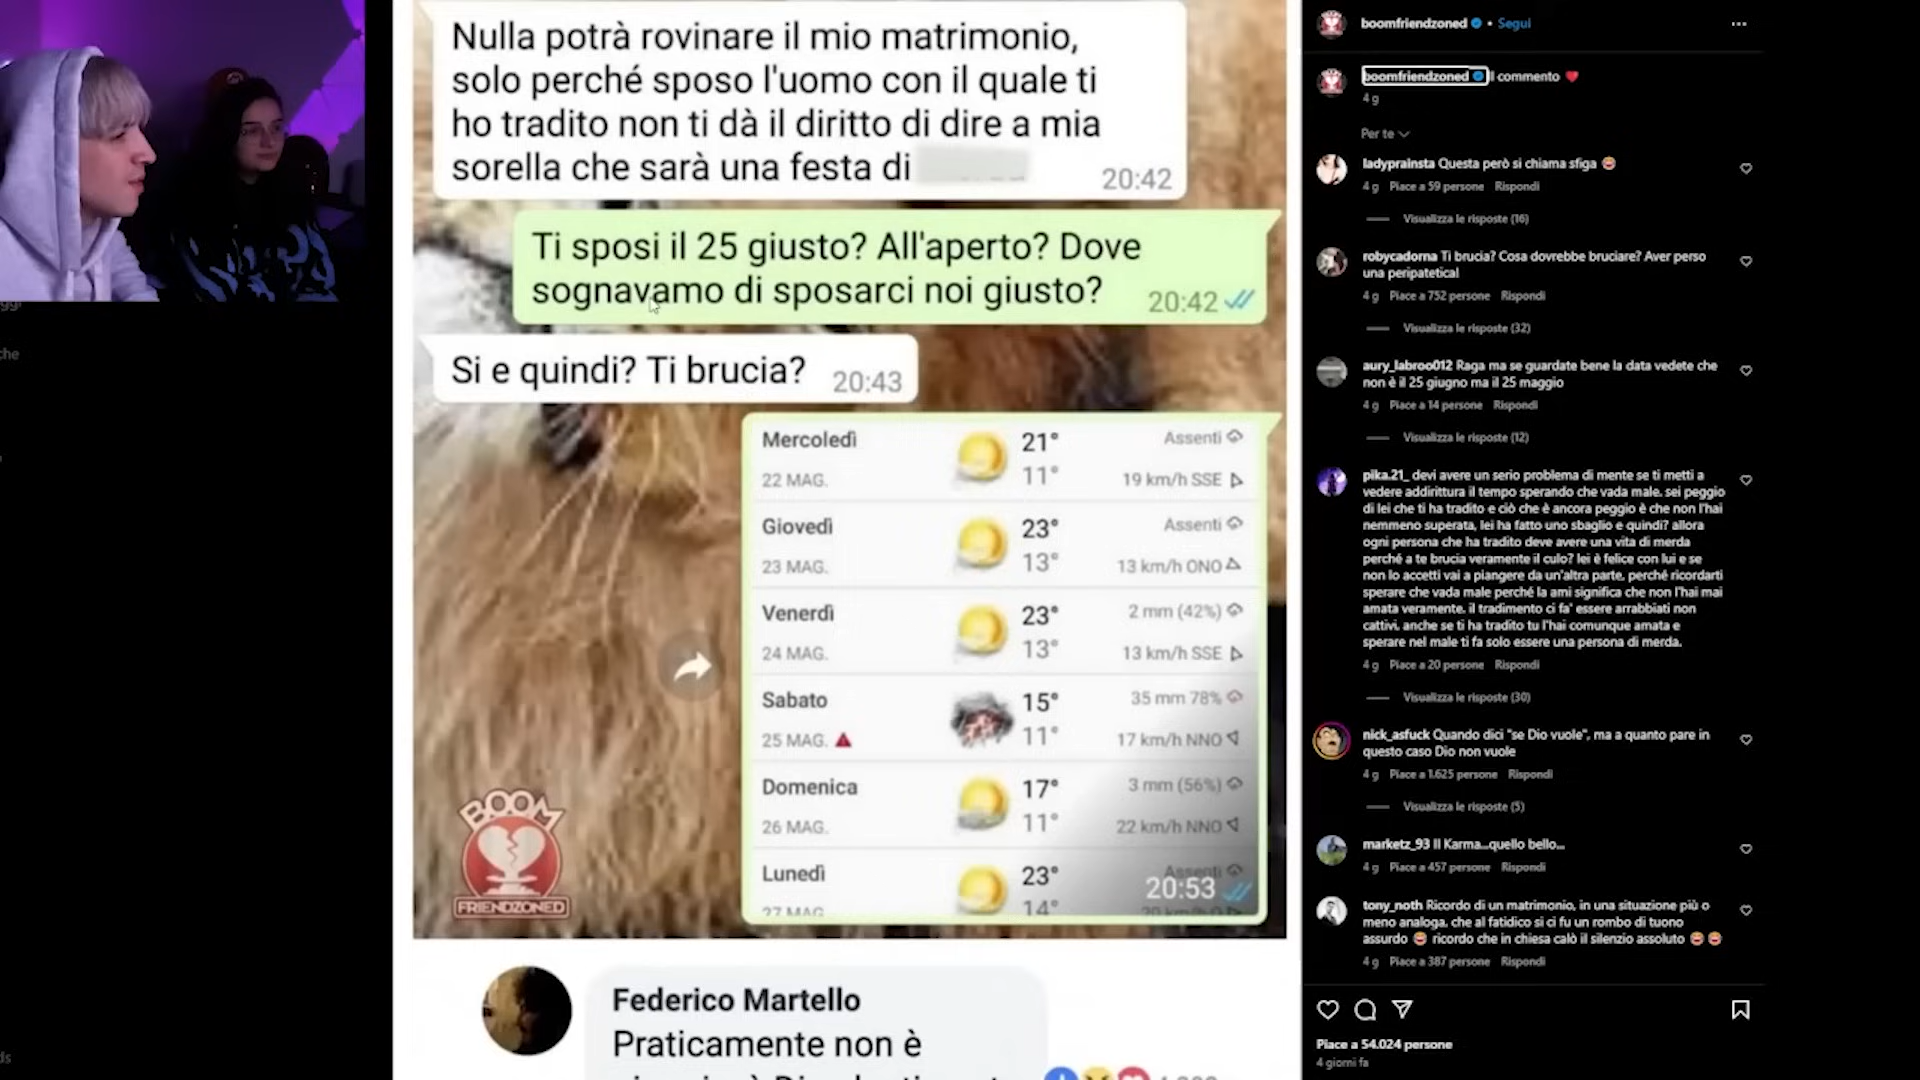 Nulla potrà rovinare il mio matrimonio,
solo perché sposo l'uomo con il quale ti
ho tradito non ti dà il diritto di dire a mia
sorella che sarà una festa di
20:42
Ti sposi il 25 giusto? All'aperto? Dove
sognavamo di sposarci noi giusto?
20:42
Si e quindi? Ti brucia?
20:43
Mercoledì 21° Assenti
22 MAG. 11° 19 km/h SSE
Giovedì 23° Assenti
23 MAG. 13° 13 km/h ONO
Venerdì 23° 2 mm (42%)
24 MAG. 13° 13 km/h SSE
Sabato 15° 35 mm 78%
25 MAG. 11° 17 km/h NNO
Domenica 17° 3 mm (56%)
26 MAG. 11° 22 km/h NNO
Lunedì 23° Assenti
27 MAG. 14°
20:53
BOOM
FRIENDZONED
Federico Martello
Praticamente non è
che
boomfriendzoned • Segui
boomfriendzoned Il commento ❤️
4 g
Per te
ladyprainsta Questa però si chiama sfiga 😂
4 g Piace a 59 persone Rispondi
Visualizza le risposte (16)
robycadorna Ti brucia? Cosa dovrebbe bruciare? Aver perso
una peripatetica!
4 g Piace a 752 persone Rispondi
Visualizza le risposte (32)
aury_labroo012 Raga ma se guardate bene la data vedete che
non è il 25 giugno ma il 25 maggio
4 g Piace a 14 persone Rispondi
Visualizza le risposte (12)
pika.21_ devi avere un serio problema di mente se ti metti a
vedere addirittura il tempo sperando che vada male. sei peggio
di lei che ti ha tradito e ciò che è ancora peggio è che non l'hai
nemmeno superata, lei ha fatto uno sbaglio e quindi? allora
ogni persona che ha tradito deve avere una vita di merda
perché a te brucia veramente il culo? lei è felice con lui e se
non lo accetti vai a piangere da un'altra parte, perché ricordarti
sperare che vada male perché la ami significa che non l'hai mai
amata veramente. il tradimento ci fa' essere arrabbiati non
cattivi. anche se ti ha tradito tu l'hai comunque amata e
sperare nel male ti fa solo essere una persona di merda.
4 g Piace a 20 persone Rispondi
Visualizza le risposte (30)
nick_asfuck Quando dici "se Dio vuole", ma a quanto pare in
questo caso Dio non vuole
4 g Piace a 1.625 persone Rispondi
Visualizza le risposte (5)
marketz_93 Il Karma...quello bello...
4 g Piace a 457 persone Rispondi
tony_noth Ricordo di un matrimonio, in una situazione più o
meno analoga, che al fatidico si ci fu un rombo di tuono
assurdo 😂 ricordo che in chiesa calò il silenzio assoluto 😂😂
4 g Piace a 387 persone Rispondi
Piace a 54.024 persone
4 giorni fa